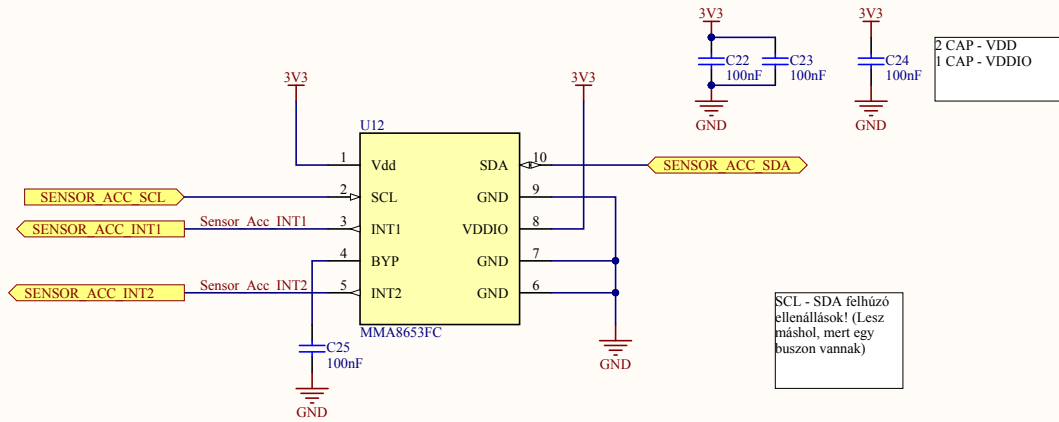 3V3
3V3
C22
100nF
C23
100nF
C24
100nF
GND
GND
2 CAP - VDD
1 CAP - VDDIO
3V3
3V3
U12
1
Vdd
SDA
10
SENSOR_ACC_SDA
SENSOR_ACC_SCL
2
SCL
GND
9
SENSOR_ACC_INT1
Sensor_Acc_INT1
3
INT1
VDDIO
8
4
BYP
GND
7
SENSOR_ACC_INT2
Sensor_Acc_INT2
5
INT2
GND
6
MMA8653FC
C25
100nF
GND
GND
SCL - SDA felhúzó
ellenállások! (Lesz
máshol, mert egy
buszon vannak)